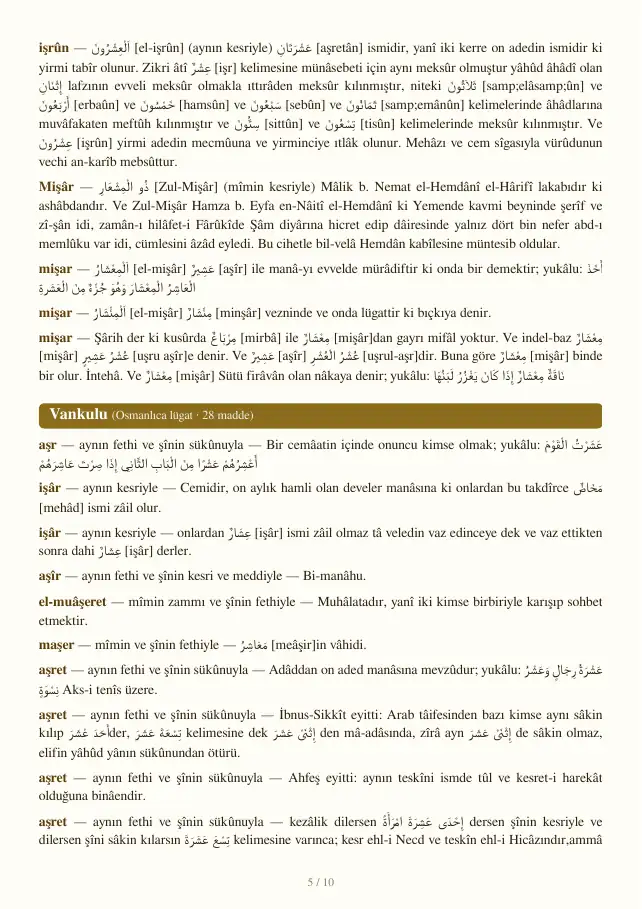 işrûn — اَلْعِشْرُونَ [el-işrûn] (aynın kesriyle) عَشْرَتَانِ [aşretân] ismidir, yanî iki kerre on adedin ismidir ki
yirmi tabîr olunur. Zikri âtî عِشْرٌ [işr] kelimesine münâsebeti için aynı meksûr olmuştur yâhûd âhâdî olan
إِثْنَانِ lafzının evveli meksûr olmakla ıttırâden meksûr kılınmıştır, niteki ثَلاَثُونَ [samp;elâsamp;ûn] ve
أَرْبَعُونَ [erbaûn] ve خَمْسُونَ [hamsûn] ve سَبْعُونَ [sebûn] ve ثَمَانُونَ [samp;emânûn] kelimelerinde âhâdlarına
muvâfakaten meftûh kılınmıştır ve سِتُّونَ [sittûn] ve تِسْعُونَ [tisûn] kelimelerinde meksûr kılınmıştır. Ve
عِشْرُونَ [işrûn] yirmi adedin mecmûuna ve yirminciye ıtlâk olunur. Mehâzı ve cem sîgasıyla vürûdunun
vechi an-karîb mebsûttur.
Mişâr — ذُو الْمِشْعَارِ [Zul-Mişâr] (mîmin kesriyle) Mâlik b. Nemat el-Hemdânî el-Hârifî lakabıdır ki
ashâbdandır. Ve Zul-Mişâr Hamza b. Eyfa en-Nâitî el-Hemdânî ki Yemende kavmi beyninde şerîf ve
zî-şân idi, zamân-ı hilâfet-i Fârûkîde Şâm diyârına hicret edip dâiresinde yalnız dört bin nefer abd-ı
memlûku var idi, cümlesini âzâd eyledi. Bu cihetle bil-velâ Hemdân kabîlesine müntesib oldular.
mişar — اَلْمِعْشَارُ [el-mişâr] عَشِيرٌ [aşîr] ile manâ-yı evvelde mürâdiftir ki onda bir demektir; yukâlu: أَخَذَ
الْعَاشِرُ الْمِعْشَارَ وَهُوَ جُزْءٌ مِنَ الْعَشَرَةِ
mişar — اَلْمِنْشَارُ [el-mişâr] مِنْشَارٌ [minşâr] vezninde ve onda lügattir ki bıçkıya denir.
mişar — Şârih der ki kusûrda مِرْبَاعٌ [mirbâ] ile مِعْشَارٌ [mişâr]dan gayrı mifâl yoktur. Ve indel-baz مِعْشَارٌ
[mişâr] عُشْرُ عَشِيرٍ [uşru aşîr]e denir. Ve عَشِيرٌ [aşîr] عُشْرُ الْعُشْرِ [uşrul-aşr]dir. Buna göre مِعْشَارٌ [mişâr] binde
bir olur. İntehâ. Ve مِعْشَارٌ [mişâr] Sütü firâvân olan nâkaya denir; yukâlu: نَاقَةٌ مِعْشَارٌ إِذَا كَانَ يَغْزُرُ لَبَنُهَا
Vankulu (Osmanlıca lügat · 28 madde)
aşr — aynın fethi ve şînin sükûnuyla — Bir cemâatin içinde onuncu kimse olmak; yukâlu: عَشَرْتُ الْقَوْمَ
أَعْشِرُهُمْ عَشْرًا مِنَ الْبَابِ الثَّانِي إِذَا صِرْتَ عَاشِرَهُمْ
işâr — aynın kesriyle — Cemidir, on aylık hamli olan develer manâsına ki onlardan bu takdîrce مَخَاضٌ
[mehâd] ismi zâil olur.
işâr — aynın kesriyle — onlardan عِشَارٌ [işâr] ismi zâil olmaz tâ veledin vaz edinceye dek ve vaz ettikten
sonra dahi عِشَارٌ [işâr] derler.
aşîr — aynın fethi ve şînin kesri ve meddiyle — Bi-manâhu.
el-muâşeret — mîmin zammı ve şînin fethiyle — Muhâlatadır, yanî iki kimse birbiriyle karışıp sohbet
etmektir.
maşer — mîmin ve şînin fethiyle — مَعَاشِرُ [meâşir]in vâhidi.
aşret — aynın fethi ve şînin sükûnuyla — Adâddan on aded manâsına mevzûdur; yukâlu: عَشَرَةُ رِجَالٍ وَعَشْرُ
نِسْوَةٍ Aks-i tenîs üzere.
aşret — aynın fethi ve şînin sükûnuyla — İbnus-Sikkît eyitti: Arab tâifesinden bazı kimse aynı sâkin
kılıp أَحَدَ عْشَرَ der, تِسْعَةَ عْشَرَ kelimesine dek إِثْنَيْ عَشَرَ den mâ-adâsında, zîrâ ayn إِثْنَيْ عَشَرَ de sâkin olmaz,
elifin yâhûd yânın sükûnundan ötürü.
aşret — aynın fethi ve şînin sükûnuyla — Ahfeş eyitti: aynın teskîni ismde tûl ve kesret-i harekât
olduğuna binâendir.
aşret — aynın fethi ve şînin sükûnuyla — kezâlik dilersen إِحْدَى عَشِرَةَ امْرَأَةً dersen şînin kesriyle ve
dilersen şîni sâkin kılarsın تِسْعَ عَشْرَةَ kelimesine varınca; kesr ehl-i Necd ve teskîn ehl-i Hicâzındır,ammâ
5 / 10